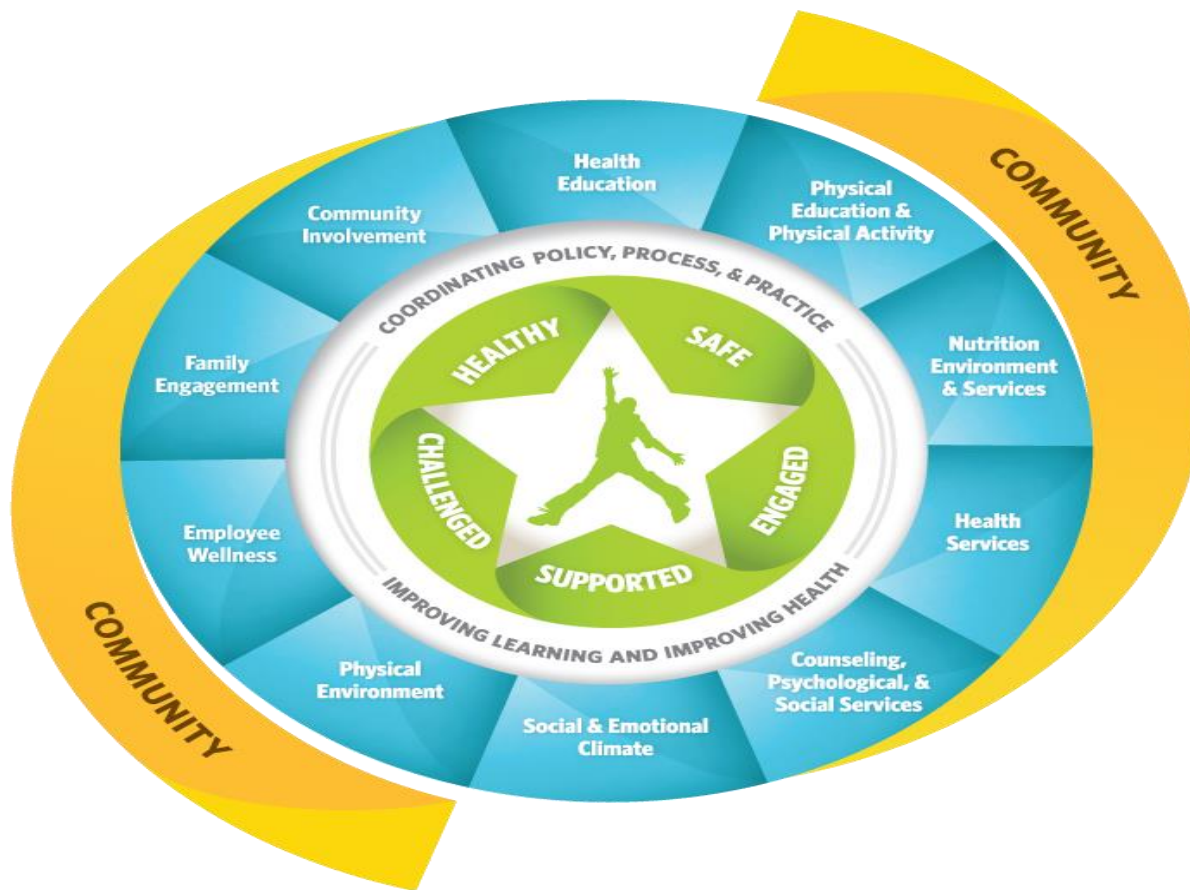 COMMUNITY
Health
Education
Physical
Education &
Physical Activity
Nutrition
Environment
& Services
Health
Services
Counseling,
Psychological, &
Social Services
Social & Emotional
Climate
Physical
Environment
Employee
Wellness
Family
Engagement
Community
Involvement
COORDINATING POLICY, PROCESS, & PRACTICE
IMPROVING LEARNING AND IMPROVING HEALTH
HEALTHY
SAFE
ENGAGED
SUPPORTED
CHALLENGED
COMMUNITY